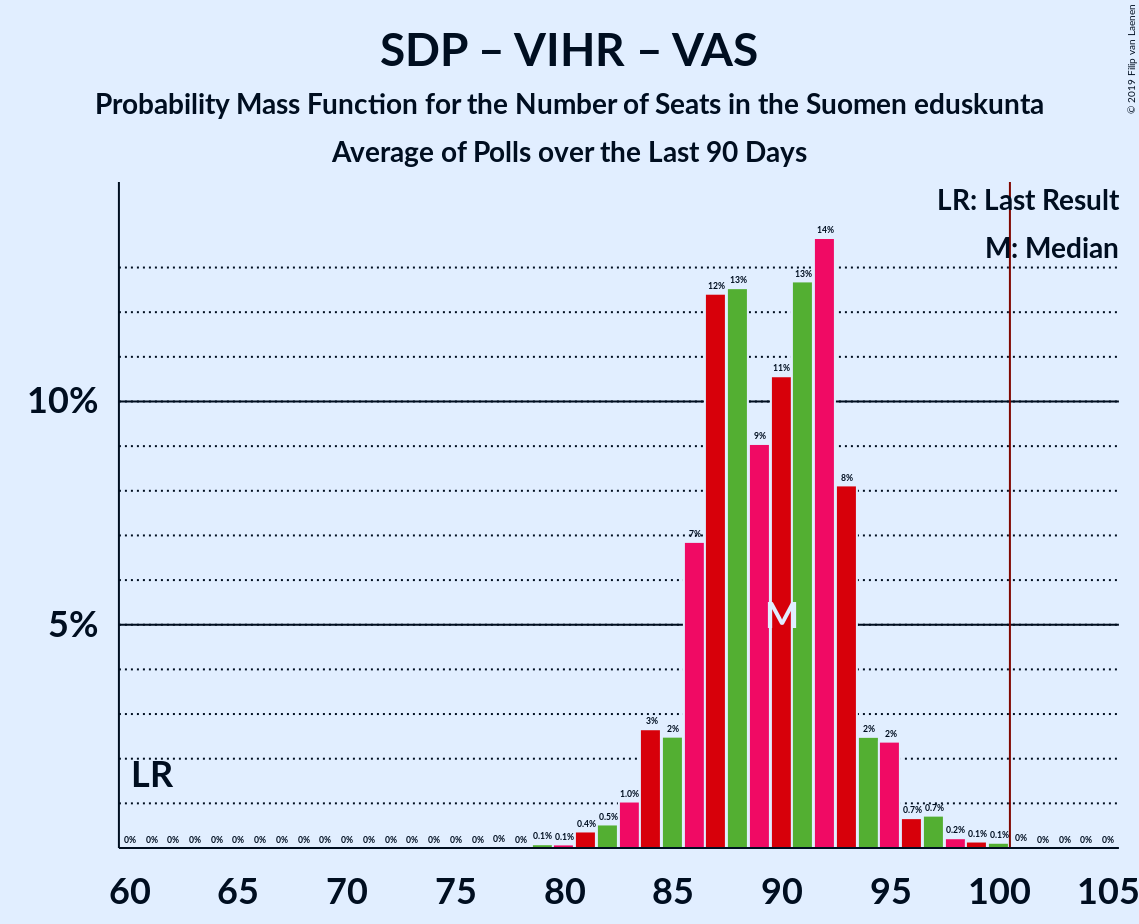 SDP – VIHR – VAS
Probability Mass Function for the Number of Seats in the Suomen eduskunta
Average of Polls over the Last 90 Days
© 2019 Filip van Laenen
LR: Last Result
M: Median
14%
12% 13% 13%
11%
10%
9%
8%
7%
5%
M
3% 2% 2% 2%
LR
0% 0% 0% 0% 0% 0% 0% 0% 0% 0% 0% 0% 0% 0% 0% 0% 0% 0% 0% 0.1% 0.1% 0.4% 0.5% 1.0% 0.7% 0.7% 0.2% 0.1% 0.1% 0% 0% 0% 0% 0%
60 65 70 75 80 85 90 95 100 105